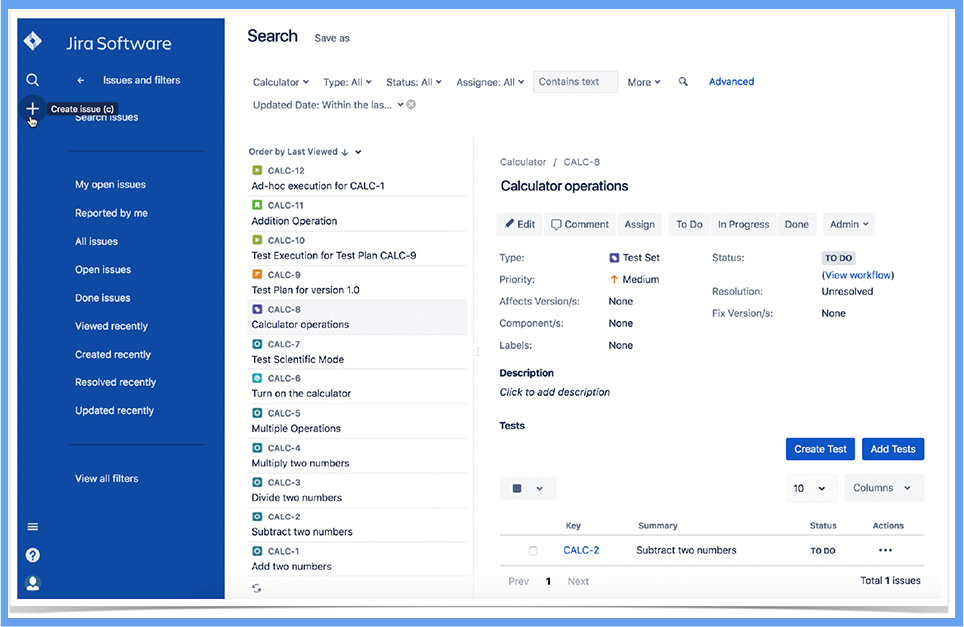 Jira Software
Issues and filters
Create issue (c)
Search issues
My open issues
Reported by me
All issues
Open issues
Done issues
Viewed recently
Created recently
Resolved recently
Updated recently
View all filters
Search Save as
Calculator Type: All Status: All Assignee: All Contains text More Advanced
Updated Date: Within the las...
Order by Last Viewed
CALC-12
Ad-hoc execution for CALC-1
CALC-11
Addition Operation
CALC-10
Test Execution for Test Plan CALC-9
CALC-9
Test Plan for version 1.0
CALC-8
Calculator operations
CALC-7
Test Scientific Mode
CALC-6
Turn on the calculator
CALC-5
Multiple Operations
CALC-4
Multiply two numbers
CALC-3
Divide two numbers
CALC-2
Subtract two numbers
CALC-1
Add two numbers
Calculator / CALC-8
Calculator operations
Edit Comment Assign To Do In Progress Done Admin
Type: Test Set Status: TO DO
(View workflow)
Priority: Medium Resolution: Unresolved
Affects Version/s: None Fix Version/s: None
Component/s: None
Labels: None
Description
Click to add description
Tests
Create Test Add Tests
10 Columns
Key Summary Status Actions
CALC-2 Subtract two numbers TO DO
Prev 1 Next Total 1 issues